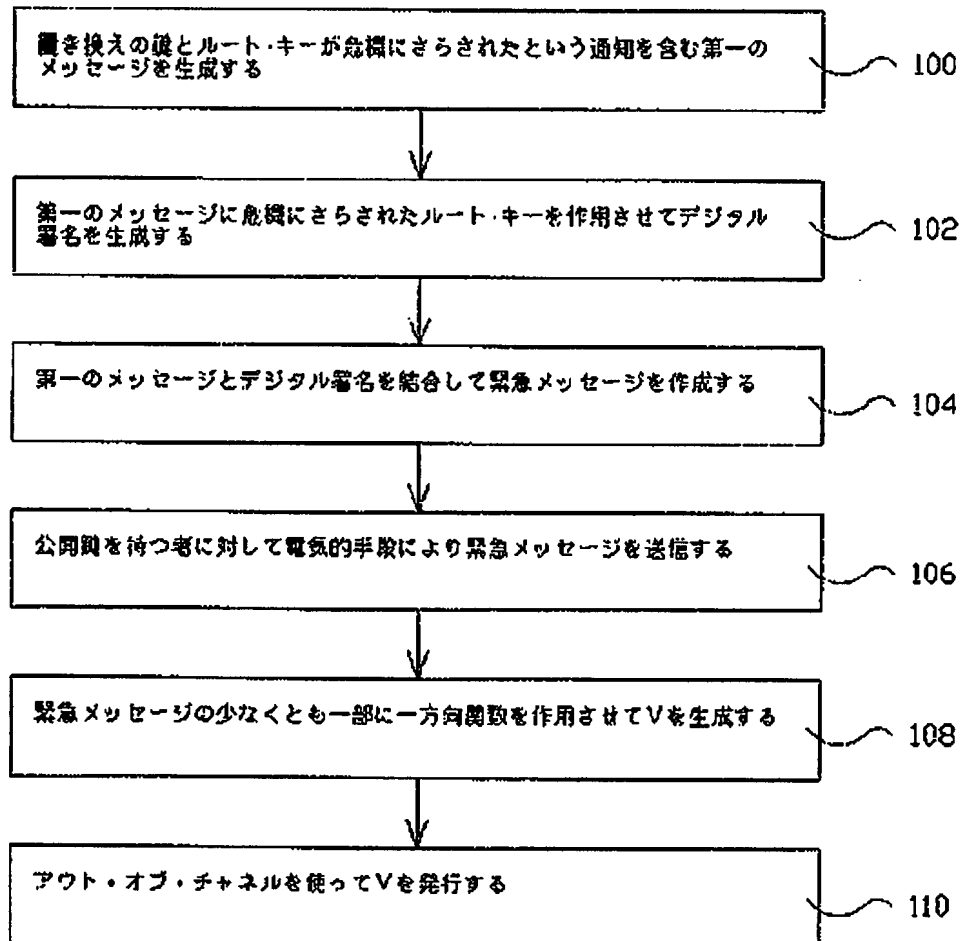 置き換えの鍵とルート・キーが危機にさらされたという通知を含む第一の
メッセージを生成する
100
第一のメッセージに危機にさらされたルート・キーを作用させてデジタル
署名を生成する
102
第一のメッセージとデジタル署名を結合して緊急メッセージを作成する
104
公開鍵を持つ者に対して電気的手段により緊急メッセージを送信する
106
緊急メッセージの少なくとも一部に一方向関数を作用させてVを生成する
108
アウト・オブ・チャネルを使ってVを発行する
110